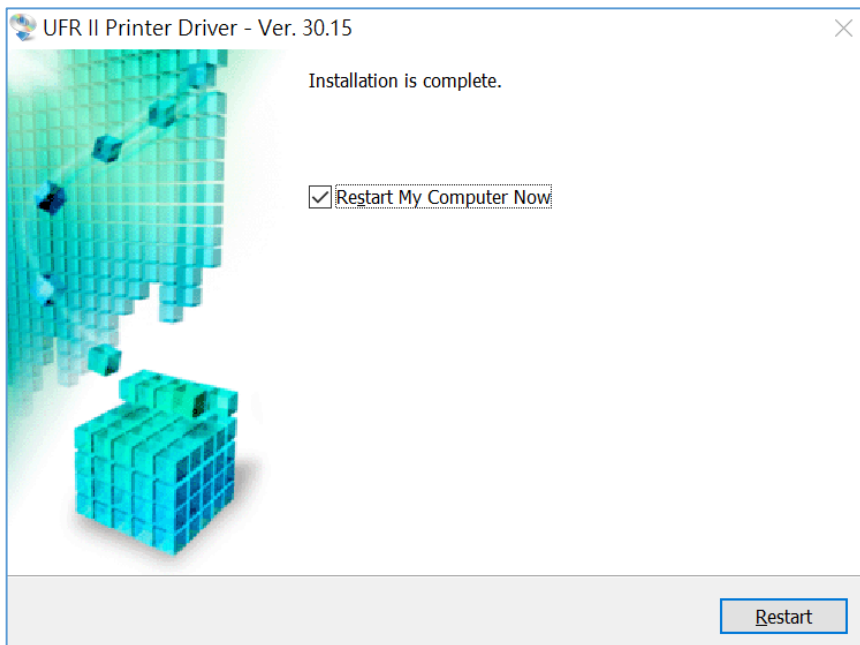 UFR II Printer Driver - Ver. 30.15
Installation is complete.
Restart My Computer Now
Restart